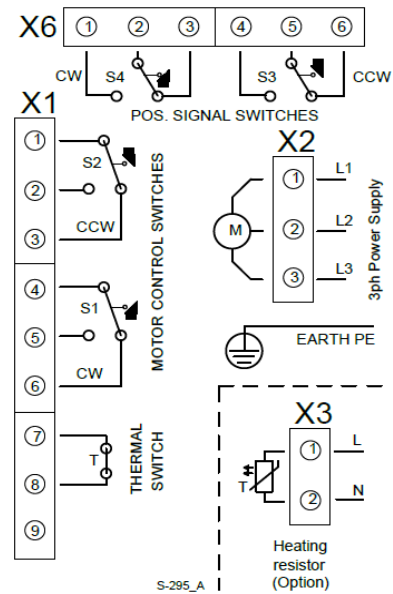 X6 1 2 3 4 5 6
CW S4 S3 CCW
POS. SIGNAL SWITCHES
X1
1
S2
2
CCW
3
4
S1
5
CW
6
MOTOR CONTROL SWITCHES
7
T
8
9
THERMAL
SWITCH
X2
1 L1
M 2 L2
3 L3
3ph Power Supply
EARTH PE
X3
1 L
T
2 N
Heating
resistor
(Option)
S-295_A